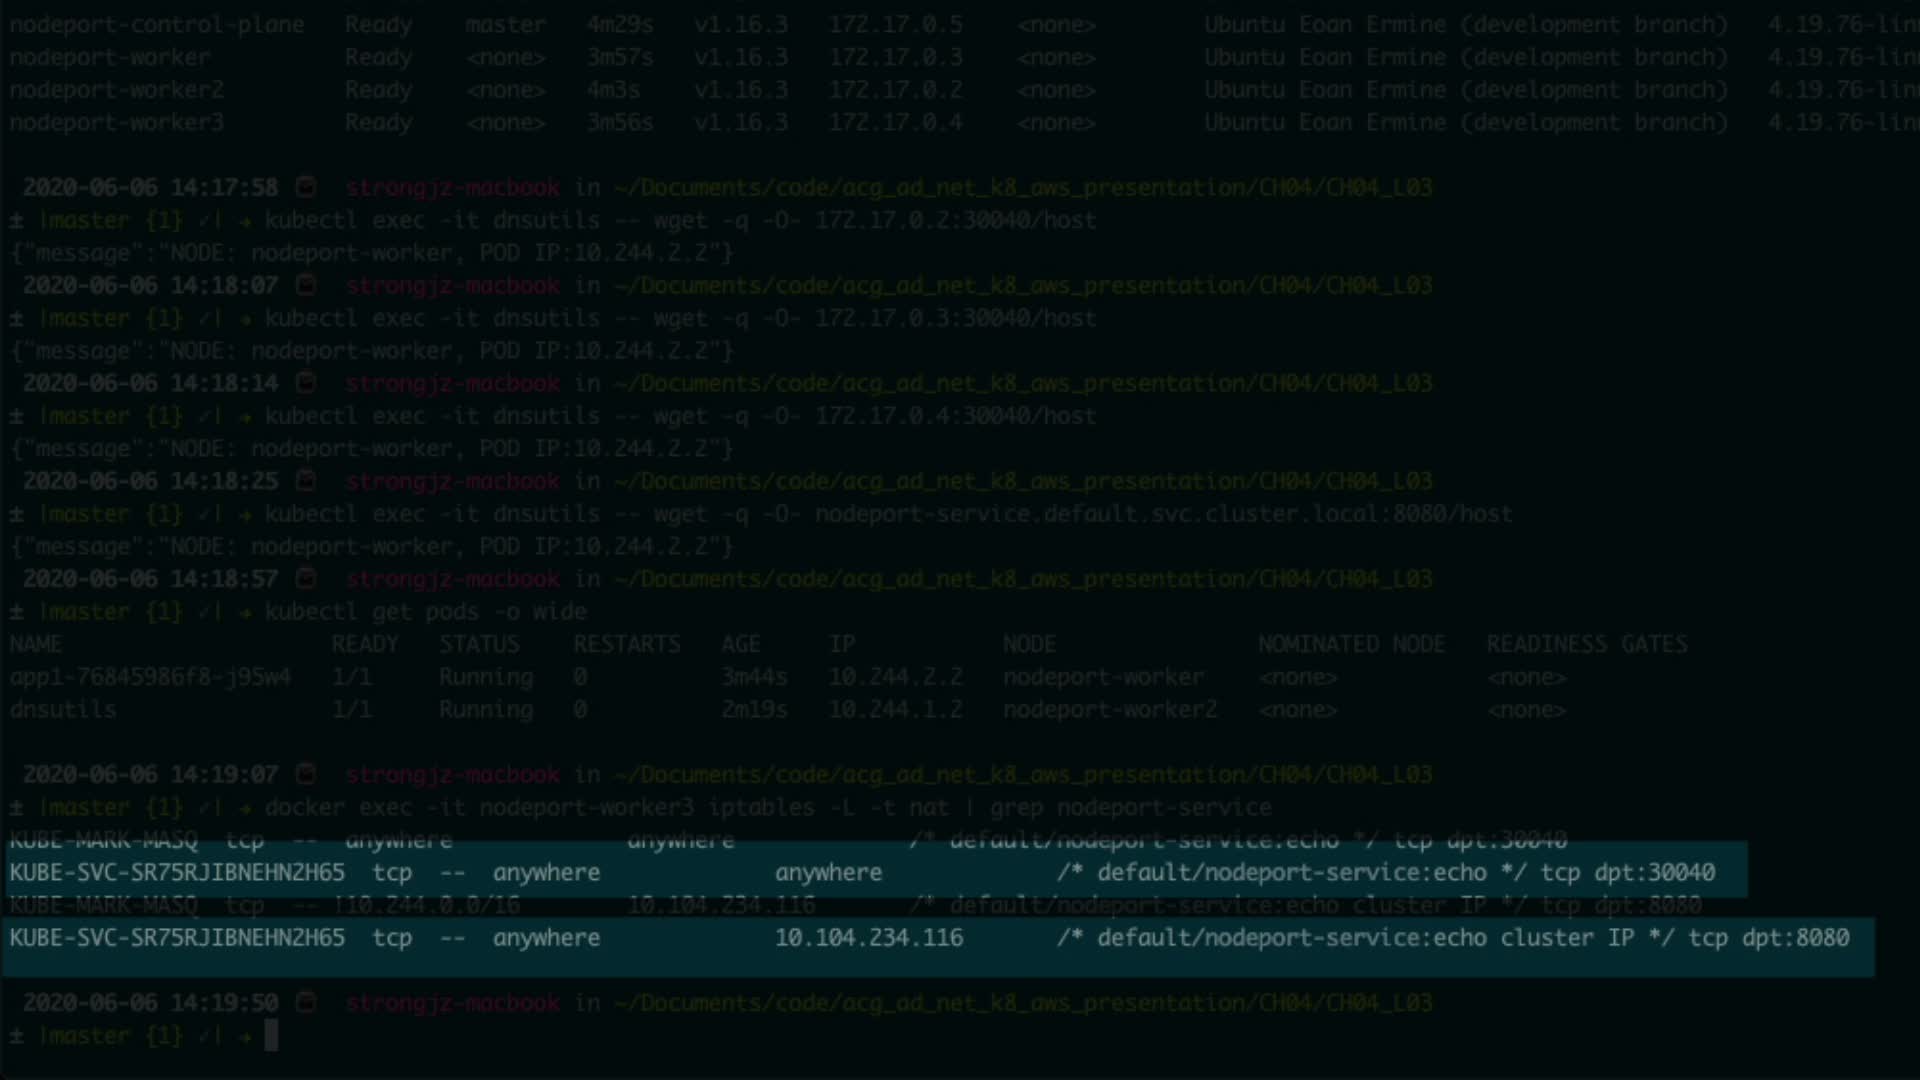 nodeport-control-plane   Ready    master   4m29s   v1.16.3   172.17.0.5    <none>        Ubuntu Eoan Ermine (development branch)   4.19.76-lin
nodeport-worker          Ready    <none>   3m57s   v1.16.3   172.17.0.3    <none>        Ubuntu Eoan Ermine (development branch)   4.19.76-lin
nodeport-worker2         Ready    <none>   4m3s    v1.16.3   172.17.0.2    <none>        Ubuntu Eoan Ermine (development branch)   4.19.76-lin
nodeport-worker3         Ready    <none>   3m56s   v1.16.3   172.17.0.4    <none>        Ubuntu Eoan Ermine (development branch)   4.19.76-lin
2020-06-06 14:17:58 strongjz-macbook in ~/Documents/code/acg_ad_net_k8_aws_presentation/CH04/CH04_L03
± |master {1} ✓| → kubectl exec -it dnsutils -- wget -q -O- 172.17.0.2:30040/host
{"message":"NODE: nodeport-worker, POD IP:10.244.2.2"}
2020-06-06 14:18:07 strongjz-macbook in ~/Documents/code/acg_ad_net_k8_aws_presentation/CH04/CH04_L03
± |master {1} ✓| → kubectl exec -it dnsutils -- wget -q -O- 172.17.0.3:30040/host
{"message":"NODE: nodeport-worker, POD IP:10.244.2.2"}
2020-06-06 14:18:14 strongjz-macbook in ~/Documents/code/acg_ad_net_k8_aws_presentation/CH04/CH04_L03
± |master {1} ✓| → kubectl exec -it dnsutils -- wget -q -O- 172.17.0.4:30040/host
{"message":"NODE: nodeport-worker, POD IP:10.244.2.2"}
2020-06-06 14:18:25 strongjz-macbook in ~/Documents/code/acg_ad_net_k8_aws_presentation/CH04/CH04_L03
± |master {1} ✓| → kubectl exec -it dnsutils -- wget -q -O- nodeport-service.default.svc.cluster.local:8080/host
{"message":"NODE: nodeport-worker, POD IP:10.244.2.2"}
2020-06-06 14:18:57 strongjz-macbook in ~/Documents/code/acg_ad_net_k8_aws_presentation/CH04/CH04_L03
± |master {1} ✓| → kubectl get pods -o wide
NAME                    READY   STATUS    RESTARTS   AGE     IP           NODE               NOMINATED NODE   READINESS GATES
app1-76845986f8-j95w4   1/1     Running   0          3m44s   10.244.2.2   nodeport-worker    <none>           <none>
dnsutils                1/1     Running   0          2m19s   10.244.1.2   nodeport-worker2   <none>           <none>
2020-06-06 14:19:07 strongjz-macbook in ~/Documents/code/acg_ad_net_k8_aws_presentation/CH04/CH04_L03
± |master {1} ✓| → docker exec -it nodeport-worker3 iptables -L -t nat | grep nodeport-service
KUBE-MARK-MASQ  tcp  --  anywhere             anywhere             /* default/nodeport-service:echo */ tcp dpt:30040
KUBE-SVC-SR75RJIBNEHNZH65  tcp  --  anywhere             anywhere             /* default/nodeport-service:echo */ tcp dpt:30040
KUBE-MARK-MASQ  tcp  -- !10.244.0.0/16        10.104.234.116       /* default/nodeport-service:echo cluster IP */ tcp dpt:8080
KUBE-SVC-SR75RJIBNEHNZH65  tcp  --  anywhere             10.104.234.116       /* default/nodeport-service:echo cluster IP */ tcp dpt:8080
2020-06-06 14:19:50 strongjz-macbook in ~/Documents/code/acg_ad_net_k8_aws_presentation/CH04/CH04_L03
± |master {1} ✓| →